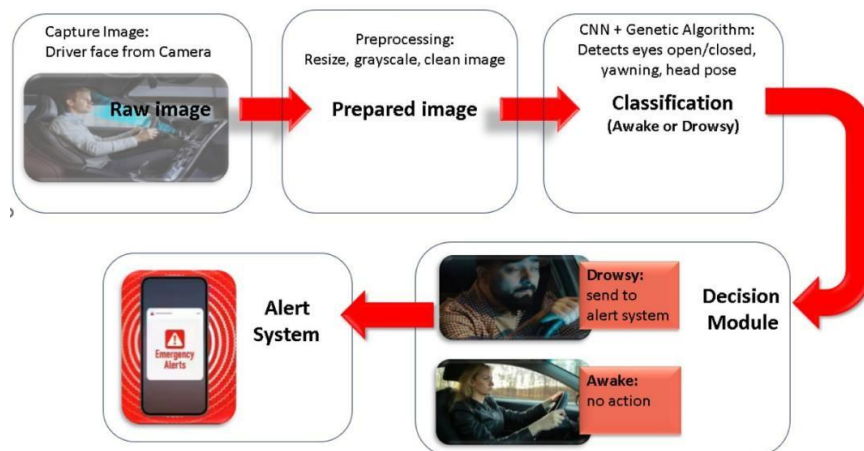 Capture Image:
Driver face from Camera
Raw image
Preprocessing:
Resize, grayscale, clean image
Prepared image
CNN + Genetic Algorithm:
Detects eyes open/closed,
yawning, head pose
Classification
(Awake or Drowsy)
Alert
System
Emergency
Alerts
Drowsy:
send to
alert system
Awake:
no action
Decision
Module